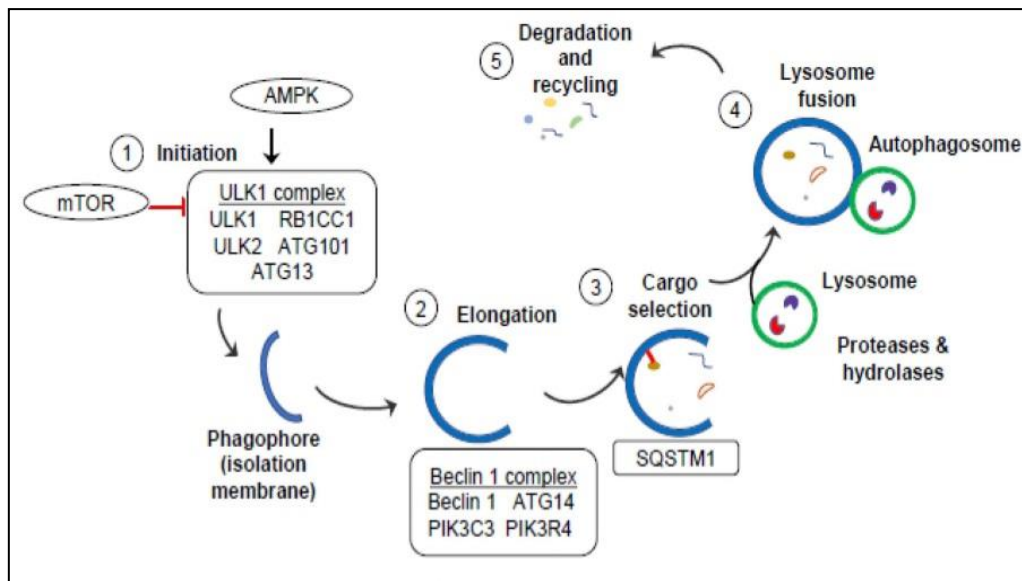 AMPK
1 Initiation
mTOR
ULK1 complex
ULK1 RB1CC1
ULK2 ATG101
ATG13
Phagophore
(isolation
membrane)
2 Elongation
Beclin 1 complex
Beclin 1 ATG14
PIK3C3 PIK3R4
3 Cargo
selection
SQSTM1
4
Lysosome
fusion
Autophagosome
Lysosome
Proteases &
hydrolases
5
Degradation
and
recycling